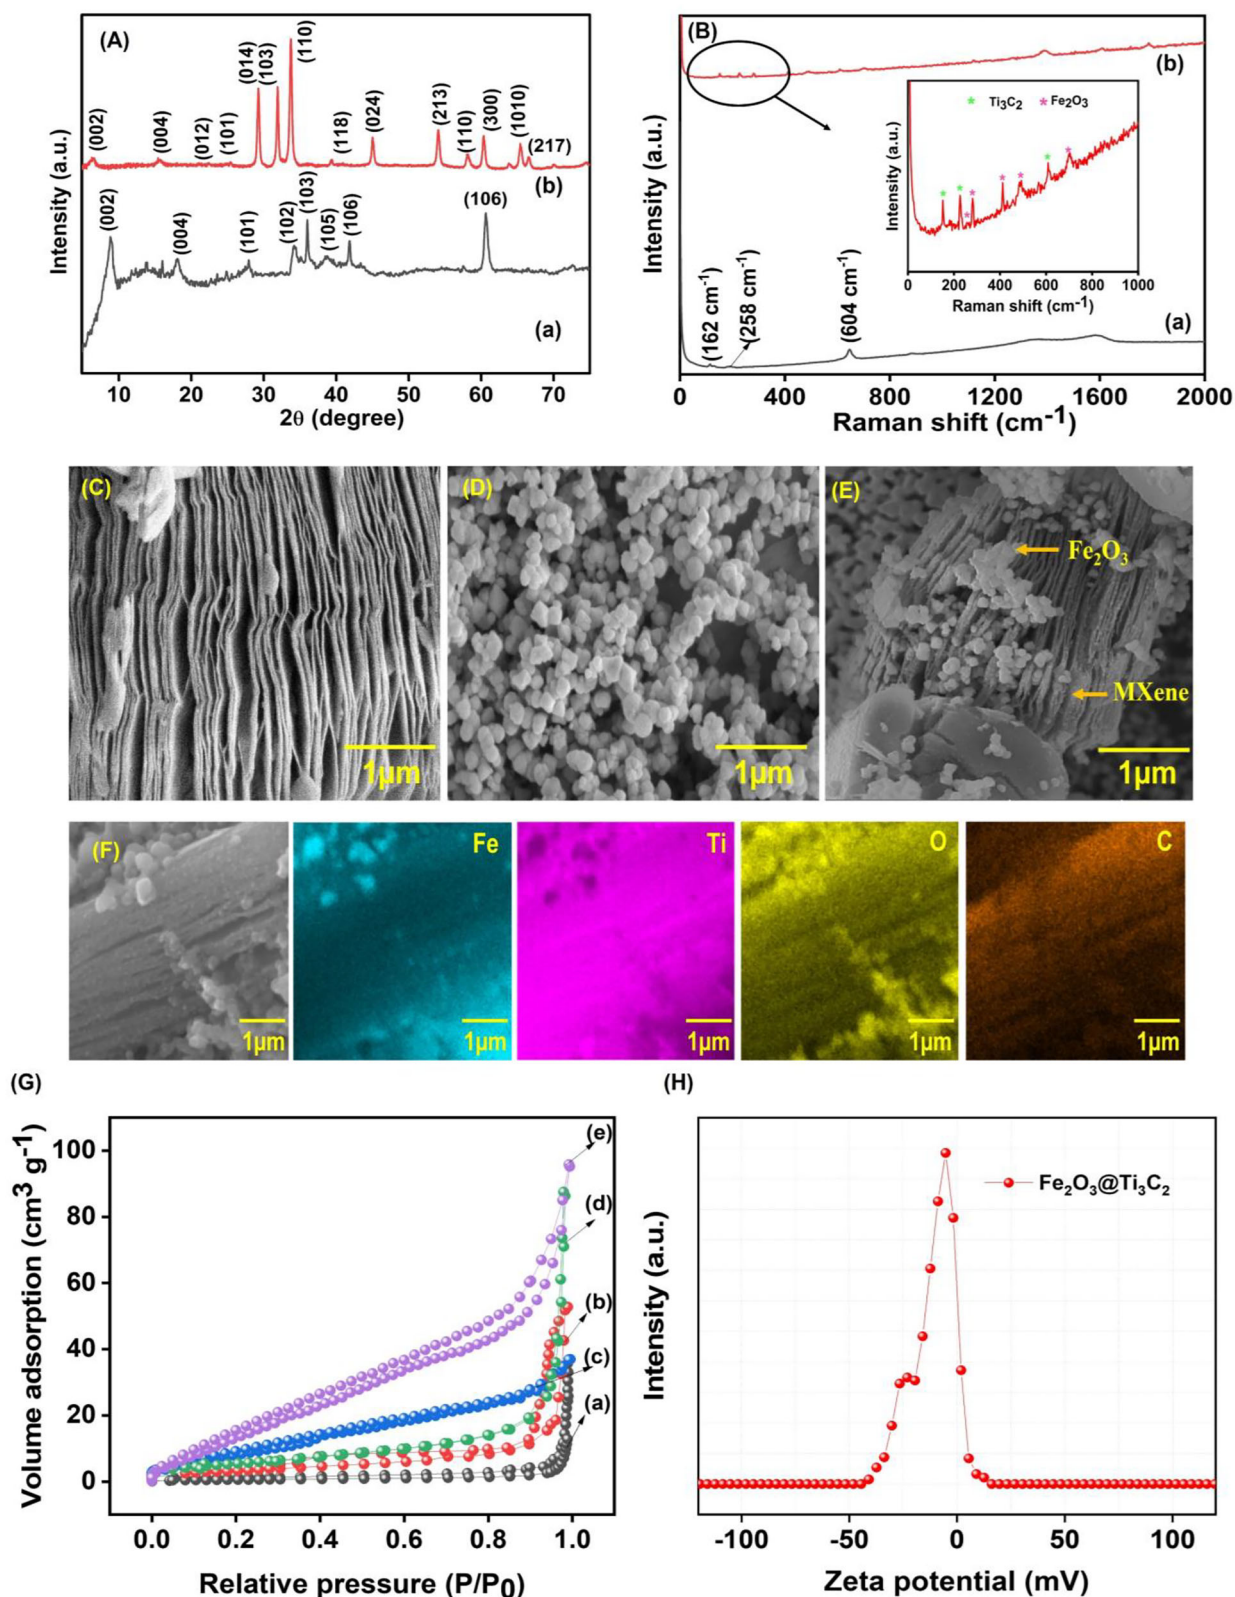 (A)
(002)
(004)
(012)
(101)
(014)
(103)
(110)
(118)
(024)
(213)
(110)
(300)
(1010)
(217)
(b)
(002)
(004)
(101)
(102)
(103)
(105)
(106)
(106)
(a)
Intensity (a.u.)
10 20 30 40 50 60 70
2θ (degree)
(B)
(b)
Ti3C2
Fe2O3
Intensity (a.u.)
0 200 400 600 800 1000
Raman shift (cm-1)
(162 cm-1)
(258 cm-1)
(604 cm-1)
(a)
Intensity (a.u.)
0 400 800 1200 1600 2000
Raman shift (cm-1)
(C)
1µm
(D)
1µm
(E)
Fe2O3
MXene
1µm
(F)
1µm
Fe
1µm
Ti
1µm
O
1µm
C
1µm
(G)
Volume adsorption (cm3 g-1)
100
80
60
40
20
0
(e)
(d)
(b)
(c)
(a)
0.0 0.2 0.4 0.6 0.8 1.0
Relative pressure (P/P0)
(H)
Fe2O3@Ti3C2
Intensity (a.u.)
-100 -50 0 50 100
Zeta potential (mV)